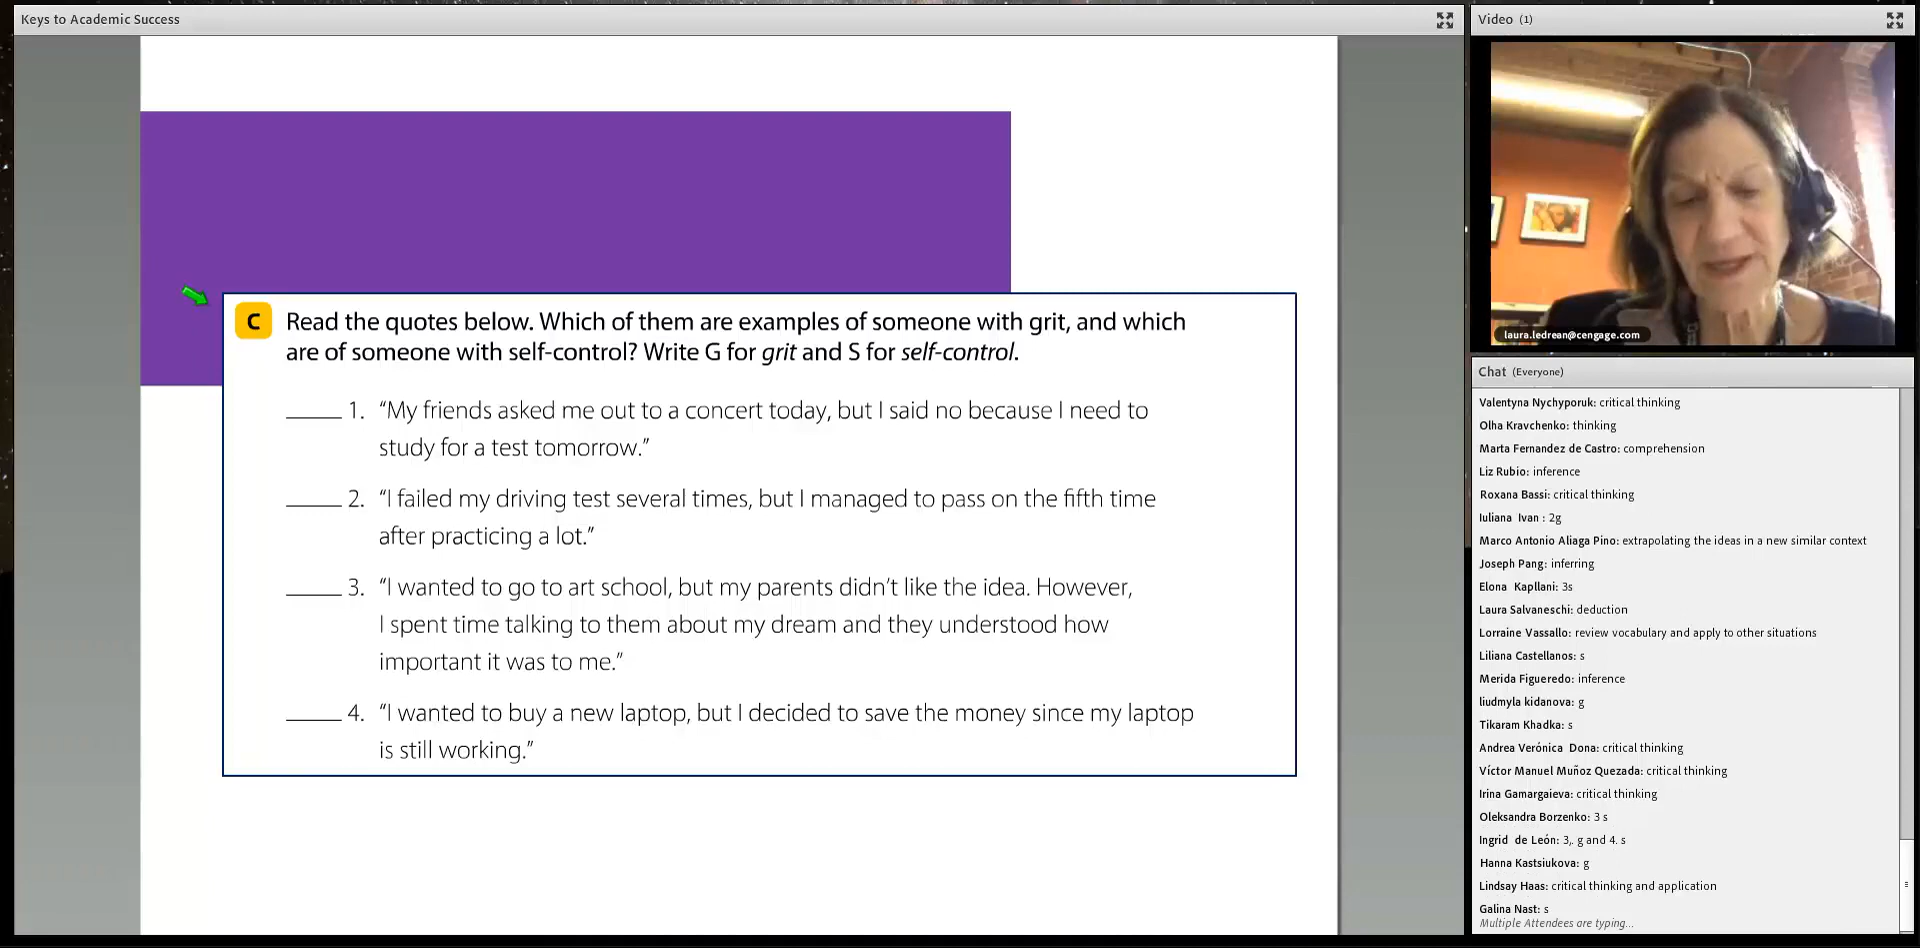 Keys to Academic Success
C Read the quotes below. Which of them are examples of someone with grit, and which
are of someone with self-control? Write G for grit and S for self-control.
_____ 1. “My friends asked me out to a concert today, but I said no because I need to
study for a test tomorrow.”
_____ 2. “I failed my driving test several times, but I managed to pass on the fifth time
after practicing a lot.”
_____ 3. “I wanted to go to art school, but my parents didn’t like the idea. However,
I spent time talking to them about my dream and they understood how
important it was to me.”
_____ 4. “I wanted to buy a new laptop, but I decided to save the money since my laptop
is still working.”
Video (1)
laura.ledrean@cengage.com
Chat (Everyone)
Valentyna Nychyporuk: critical thinking
Olha Kravchenko: thinking
Marta Fernandez de Castro: comprehension
Liz Rubio: inference
Roxana Bassi: critical thinking
Iuliana Ivan : 2g
Marco Antonio Aliaga Pino: extrapolating the ideas in a new similar context
Joseph Pang: inferring
Elona Kapllani: 3s
Laura Salvaneschi: deduction
Lorraine Vassallo: review vocabulary and apply to other situations
Liliana Castellanos: s
Merida Figueredo: inference
liudmyla kidanova: g
Tikaram Khadka: s
Andrea Verónica Dona: critical thinking
Víctor Manuel Muñoz Quezada: critical thinking
Irina Gamargaieva: critical thinking
Oleksandra Borzenko: 3 s
Ingrid de León: 3,. g and 4. s
Hanna Kastsiukova: g
Lindsay Haas: critical thinking and application
Galina Nast: s
Multiple Attendees are typing...